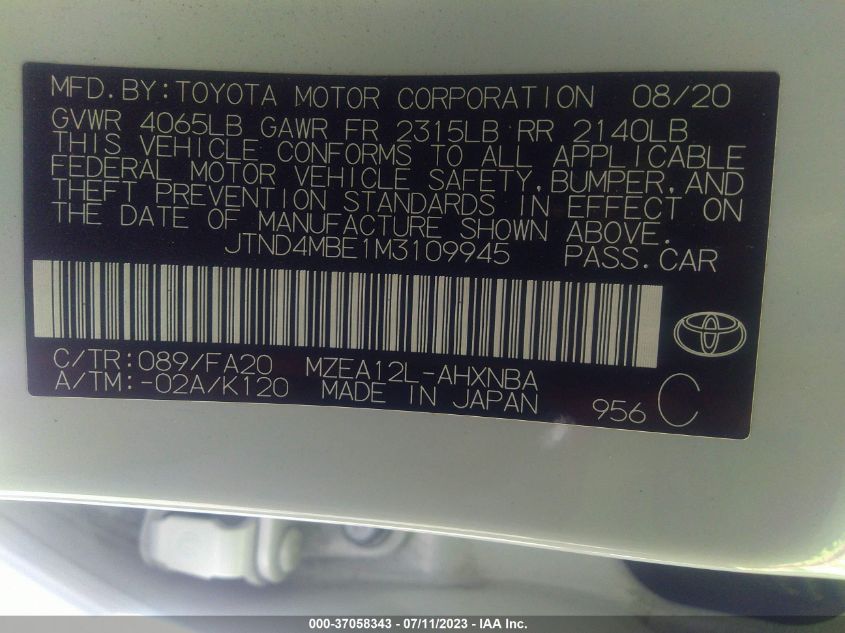 MFD. BY: TOYOTA MOTOR CORPORATION 08/20
GVWR 4065LB GAWR FR 2315LB RR 2140LB
THIS VEHICLE CONFORMS TO ALL APPLICABLE
FEDERAL MOTOR VEHICLE SAFETY, BUMPER, AND
THEFT PREVENTION STANDARDS IN EFFECT ON
THE DATE OF MANUFACTURE SHOWN ABOVE.
JTND4MBE1M3109945 PASS. CAR
C/TR: 089/FA20 MZEA12L-AHXNBA
A/TM: -02A/K120 MADE IN JAPAN 956 C
000-37058343 - 07/11/2023 - IAA Inc.